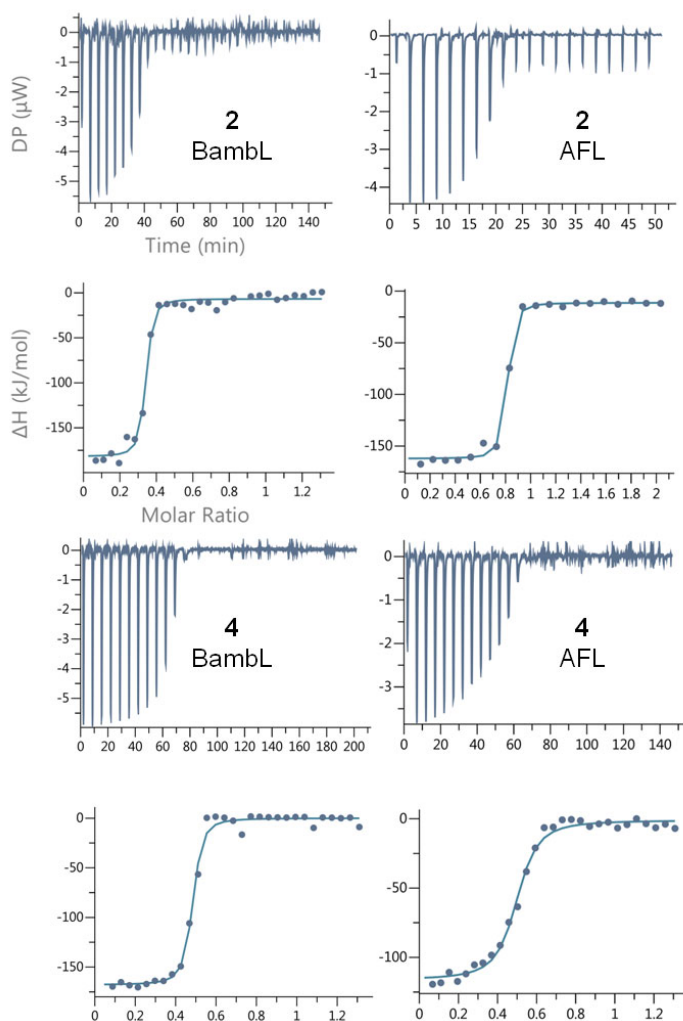 0
-1
-2
-3
-4
-5
DP (µW)
2
BambL
0 20 40 60 80 100 120 140
Time (min)
0
-1
-2
-3
-4
2
AFL
0 5 10 15 20 25 30 35 40 45 50
0
-50
-100
-150
ΔH (kJ/mol)
0 0.2 0.4 0.6 0.8 1 1.2
Molar Ratio
0
-50
-100
-150
0 0.2 0.4 0.6 0.8 1 1.2 1.4 1.6 1.8 2
0
-1
-2
-3
-4
-5
4
BambL
0 20 40 60 80 100 120 140 160 180 200
0
-1
-2
-3
4
AFL
0 20 40 60 80 100 120 140
0
-50
-100
-150
0 0.2 0.4 0.6 0.8 1 1.2
0
-50
-100
0 0.2 0.4 0.6 0.8 1 1.2